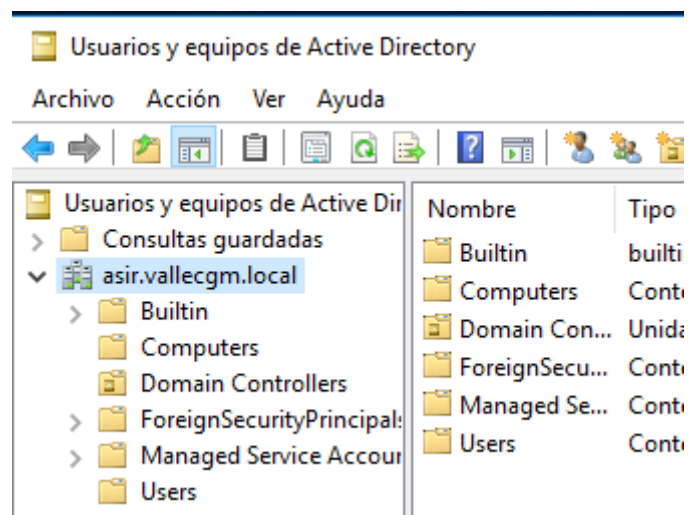 Usuarios y equipos de Active Directory
Archivo Acción Ver Ayuda
Usuarios y equipos de Active Dir
Consultas guardadas
asir.vallecgm.local
Builtin
Computers
Domain Controllers
ForeignSecurityPrincipals
Managed Service Accour
Users
Nombre Tipo
Builtin builti
Computers Conte
Domain Con... Unida
ForeignSecu... Conte
Managed Se... Conte
Users Conte